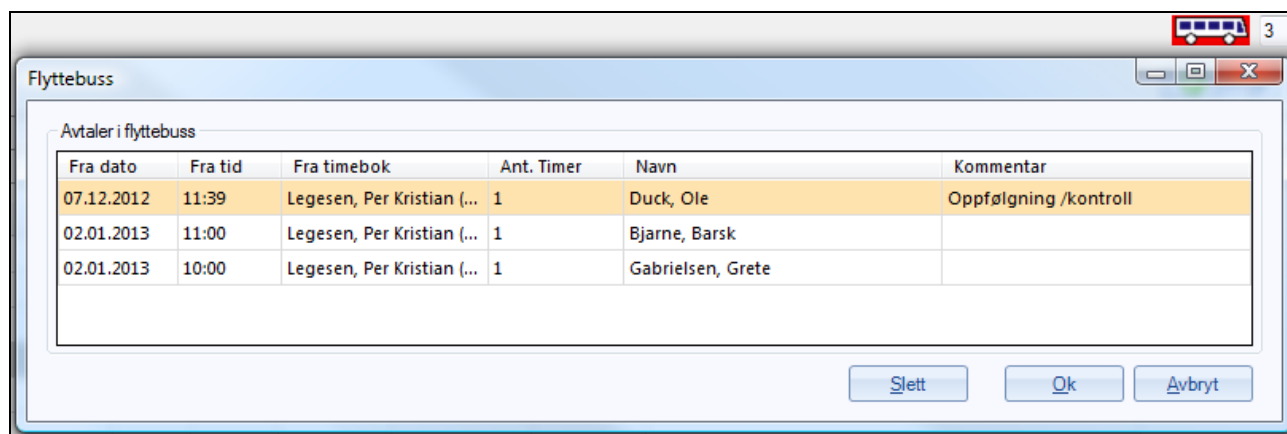 3
Flyttebuss
Avtaler i flyttebuss
Fra dato Fra tid Fra timebok Ant. Timer Navn Kommentar
07.12.2012 11:39 Legesen, Per Kristian (... 1 Duck, Ole Oppfølgning /kontroll
02.01.2013 11:00 Legesen, Per Kristian (... 1 Bjarne, Barsk
02.01.2013 10:00 Legesen, Per Kristian (... 1 Gabrielsen, Grete
Slett Ok Avbryt